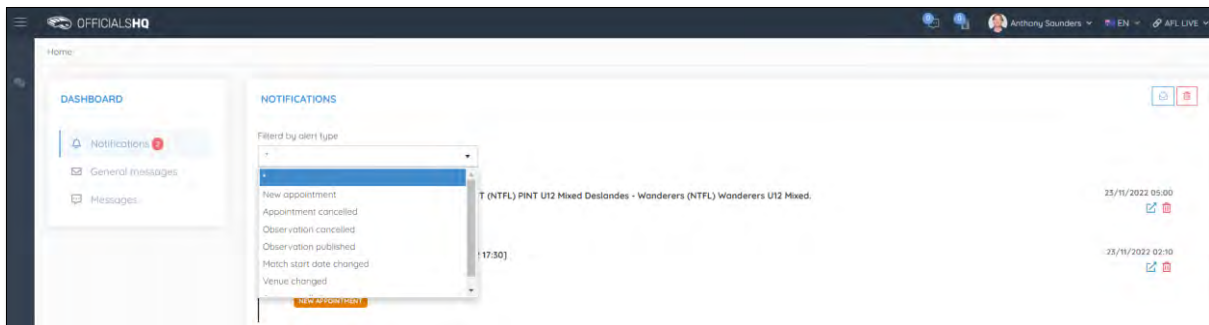 OFFICIALSHQ
Anthony Saunders
EN
AFL LIVE
Home
DASHBOARD
Notifications 2
General messages
Messages
NOTIFICATIONS
Filterd by alert type
*
*
New appointment
Appointment cancelled
Observation cancelled
Observation published
Match start date changed
Venue changed
T (NTFL) PINT U12 Mixed Deslandes - Wanderers (NTFL) Wanderers U12 Mixed.
23/11/2022 05:00
17:30]
23/11/2022 02:10
NEW APPOINTMENT